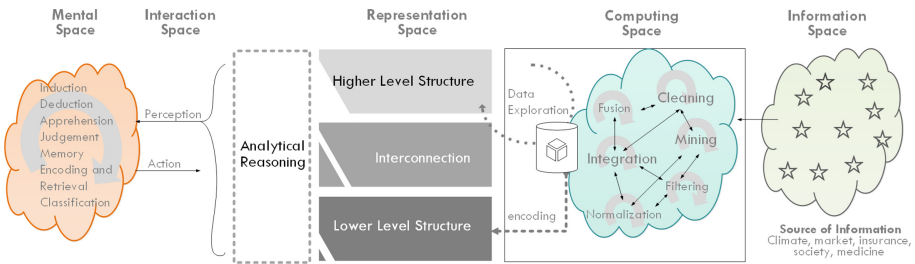 Mental
Space
Interaction
Space
Representation
Space
Computing
Space
Information
Space
Induction
Deduction
Apprehension
Judgement
Memory
Encoding and
Retrieval
Classification
Perception
Action
Analytical
Reasoning
Higher Level Structure
Interconnection
Lower Level Structure
Data
Exploration
encoding
Fusion
Cleaning
Mining
Integration
Filtering
Normalization
Source of Information
Climate, market, insurance,
society, medicine